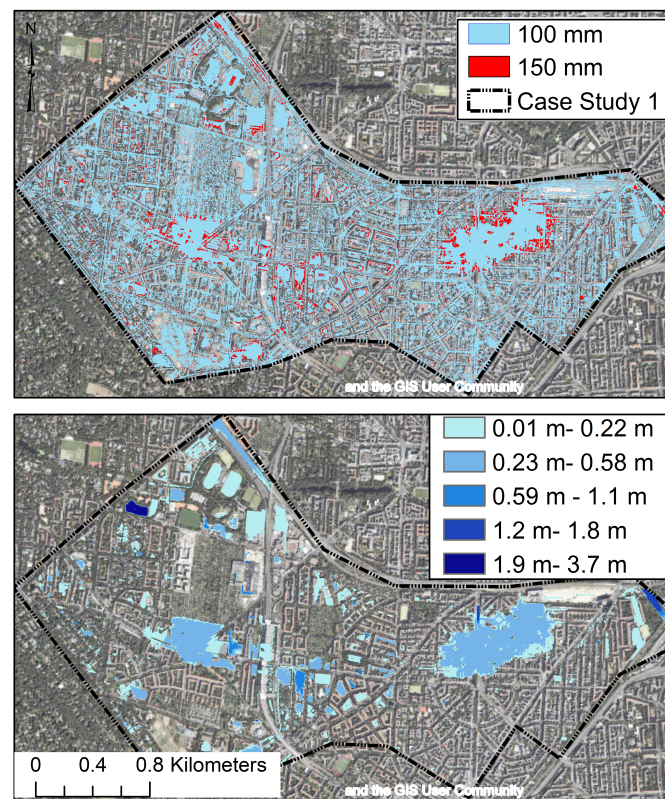 N
100 mm
150 mm
Case Study 1
and the GIS User Community
0.01 m- 0.22 m
0.23 m- 0.58 m
0.59 m - 1.1 m
1.2 m- 1.8 m
1.9 m- 3.7 m
0 0.4 0.8 Kilometers
and the GIS User Community